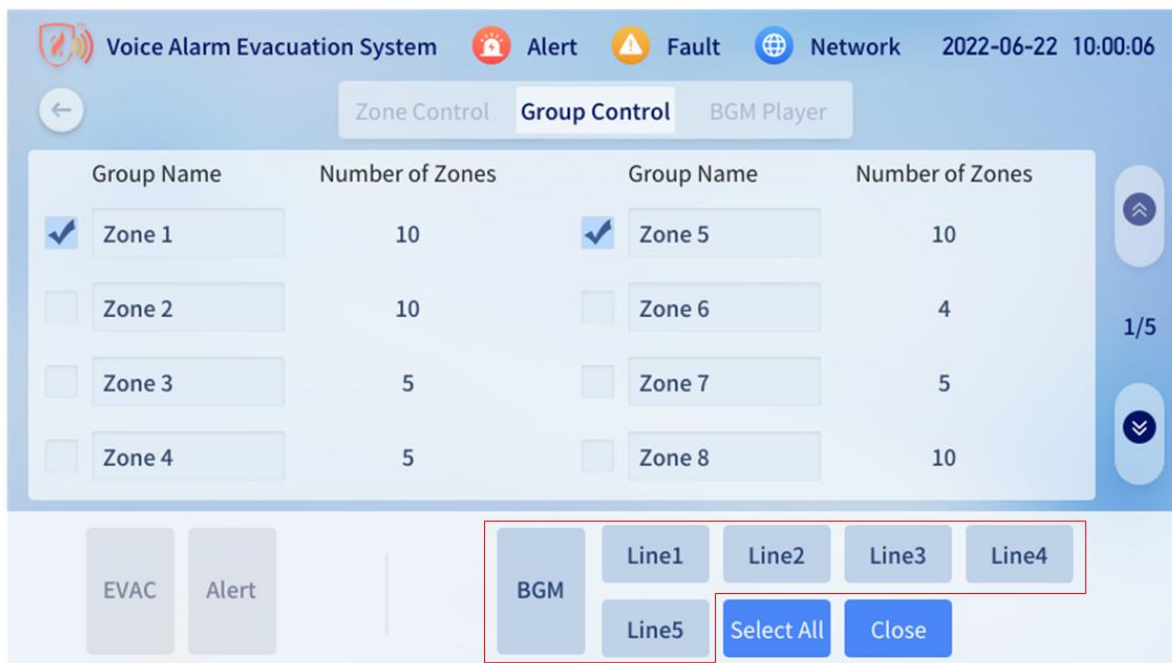 Voice Alarm Evacuation System Alert Fault Network 2022-06-22 10:00:06
Zone Control Group Control BGM Player
Group Name Number of Zones Group Name Number of Zones
Zone 1 10 Zone 5 10
Zone 2 10 Zone 6 4
1/5
Zone 3 5 Zone 7 5
Zone 4 5 Zone 8 10
Line1 Line2 Line3 Line4
EVAC Alert BGM
Line5 Select All Close